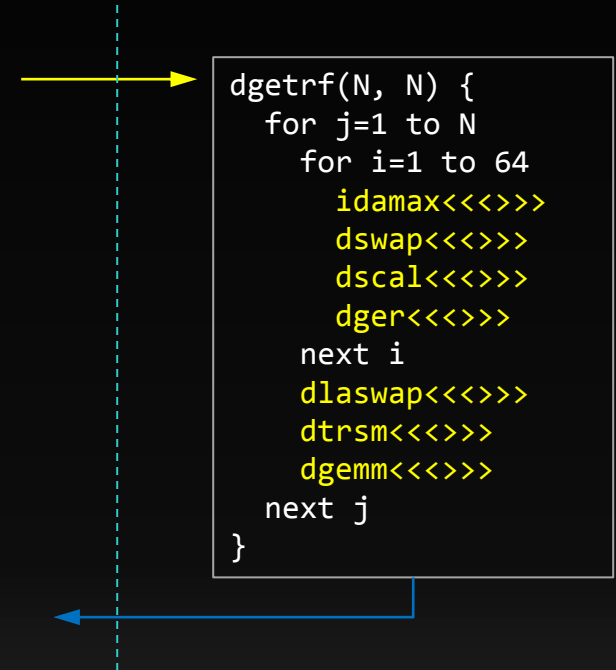 dgetrf(N, N) {
  for j=1 to N
    for i=1 to 64
      idamax<<<>>>
      dswap<<<>>>
      dscal<<<>>>
      dger<<<>>>
    next i
    dlaswap<<<>>>
    dtrsm<<<>>>
    dgemm<<<>>>
  next j
}